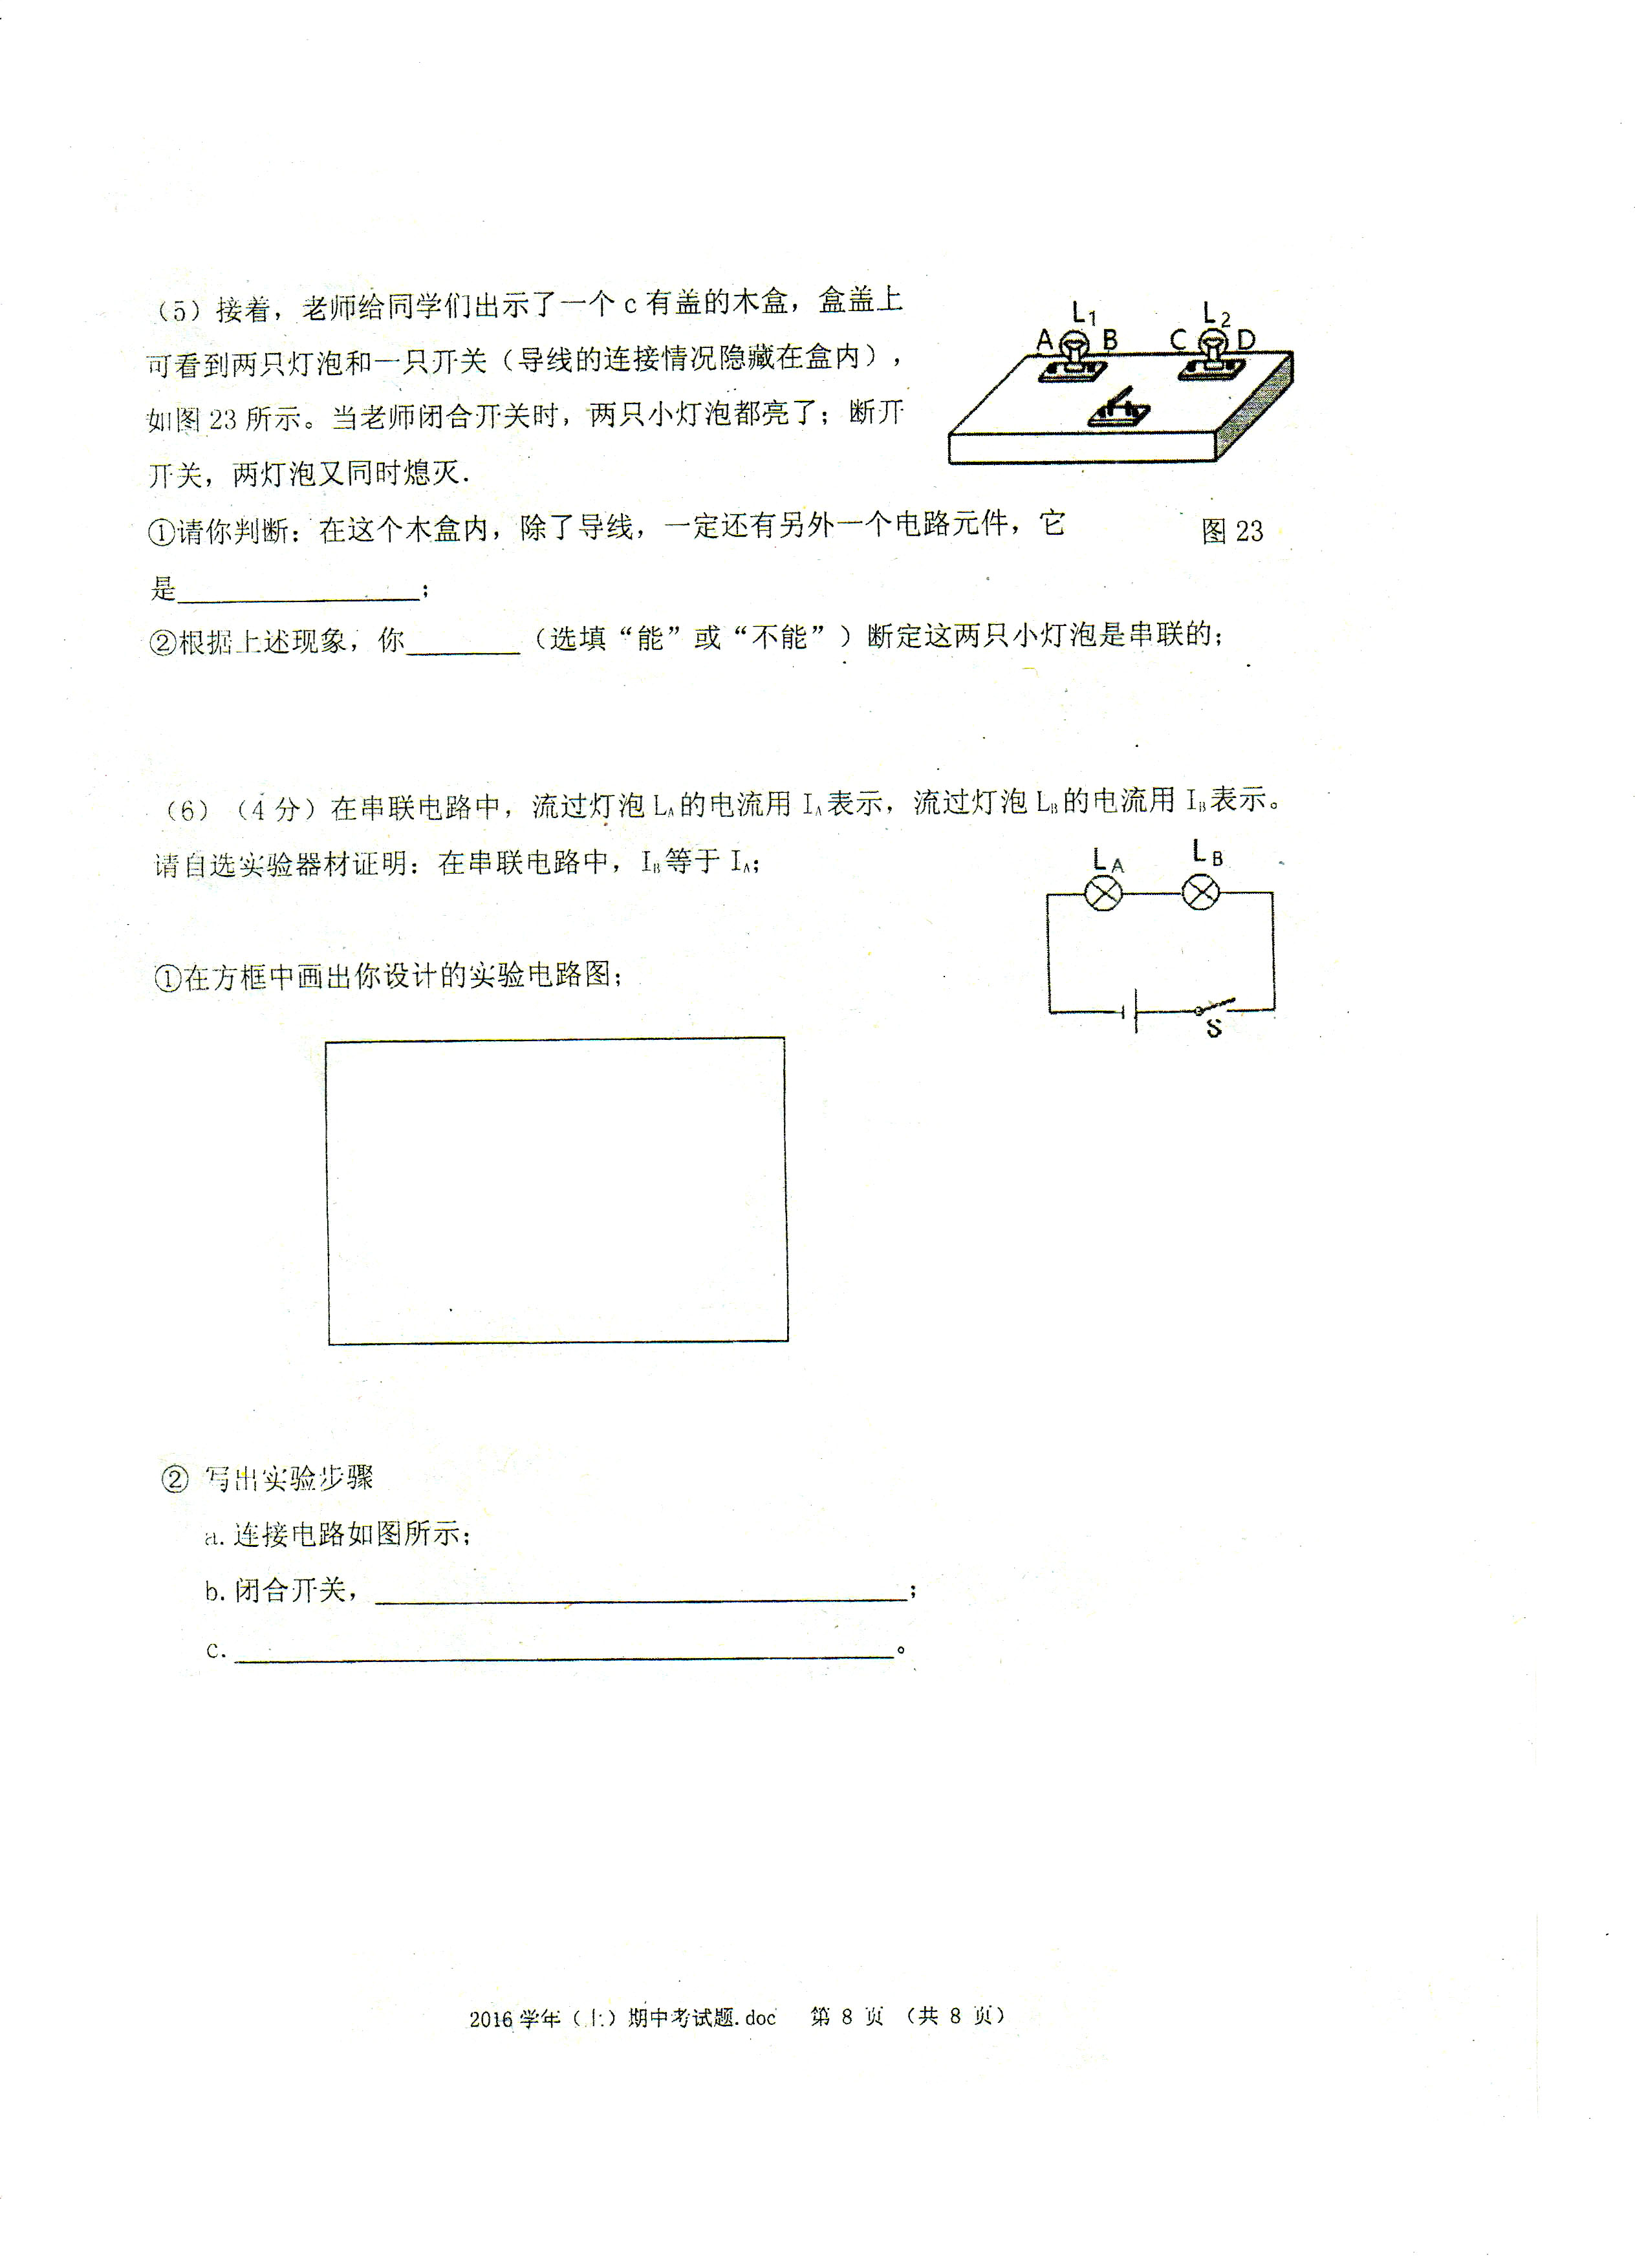 （5）接着，老师给同学们出示了一个 c 有盖的木盒，盒盖上
可看到两只灯泡和一只开关（导线的连接情况隐藏在盒内），
如图 23 所示。当老师闭合开关时，两只小灯泡都亮了；断开
开关，两灯泡又同时熄灭.
L1 L2
A B C D
①请你判断：在这个木盒内，除了导线，一定还有另外一个电路元件，它
图 23
是________________；
②根据上述现象，你________（选填“能”或“不能”）断定这两只小灯泡是串联的；
（6）（4 分）在串联电路中，流过灯泡 LA 的电流用 IA 表示，流过灯泡 LB 的电流用 IB 表示。
请自选实验器材证明：在串联电路中，IB 等于 IA；
LA LB
S
①在方框中画出你设计的实验电路图；
② 写出实验步骤
a. 连接电路如图所示；
b. 闭合开关，________________________________；
c. ________________________________________。
2016 学年（上）期中考试题.doc 第 8 页 （共 8 页）